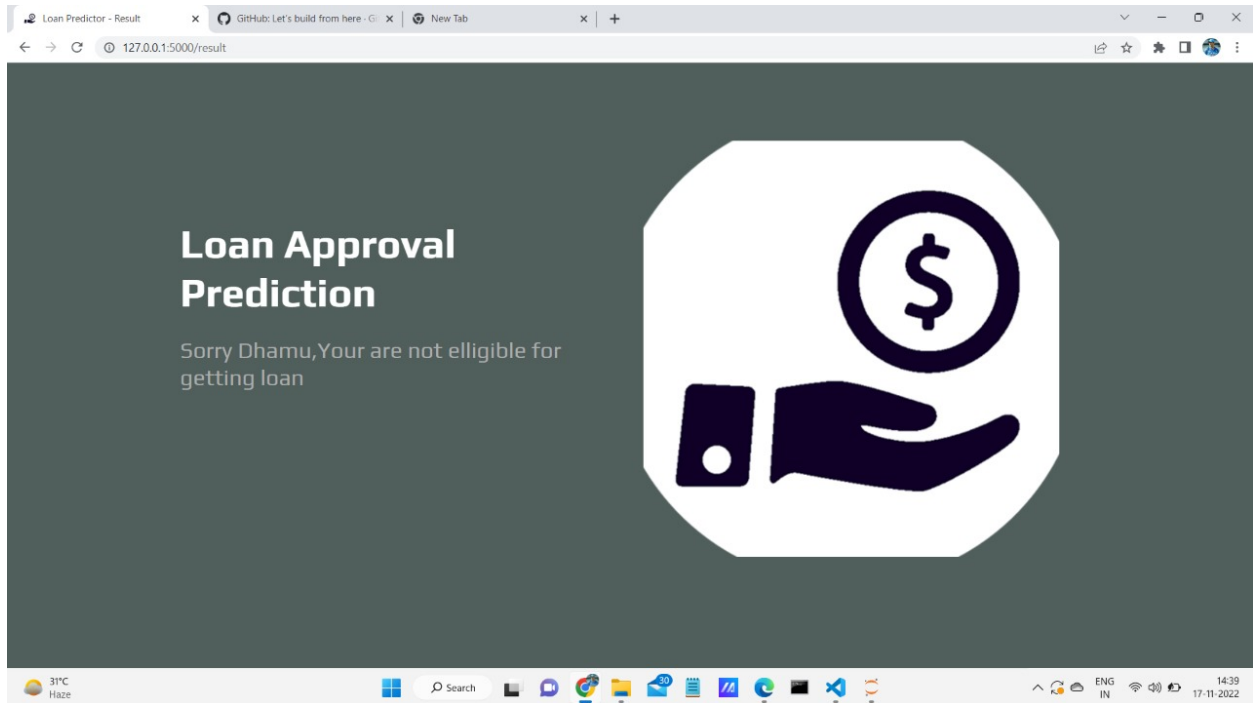 Loan Predictor - Result
GitHub: Let's build from here · G
New Tab
127.0.0.1:5000/result
Loan Approval
Prediction
Sorry Dhamu,Your are not elligible for
getting loan
$
31°C
Haze
Search
30
ENG
IN
14:39
17-11-2022